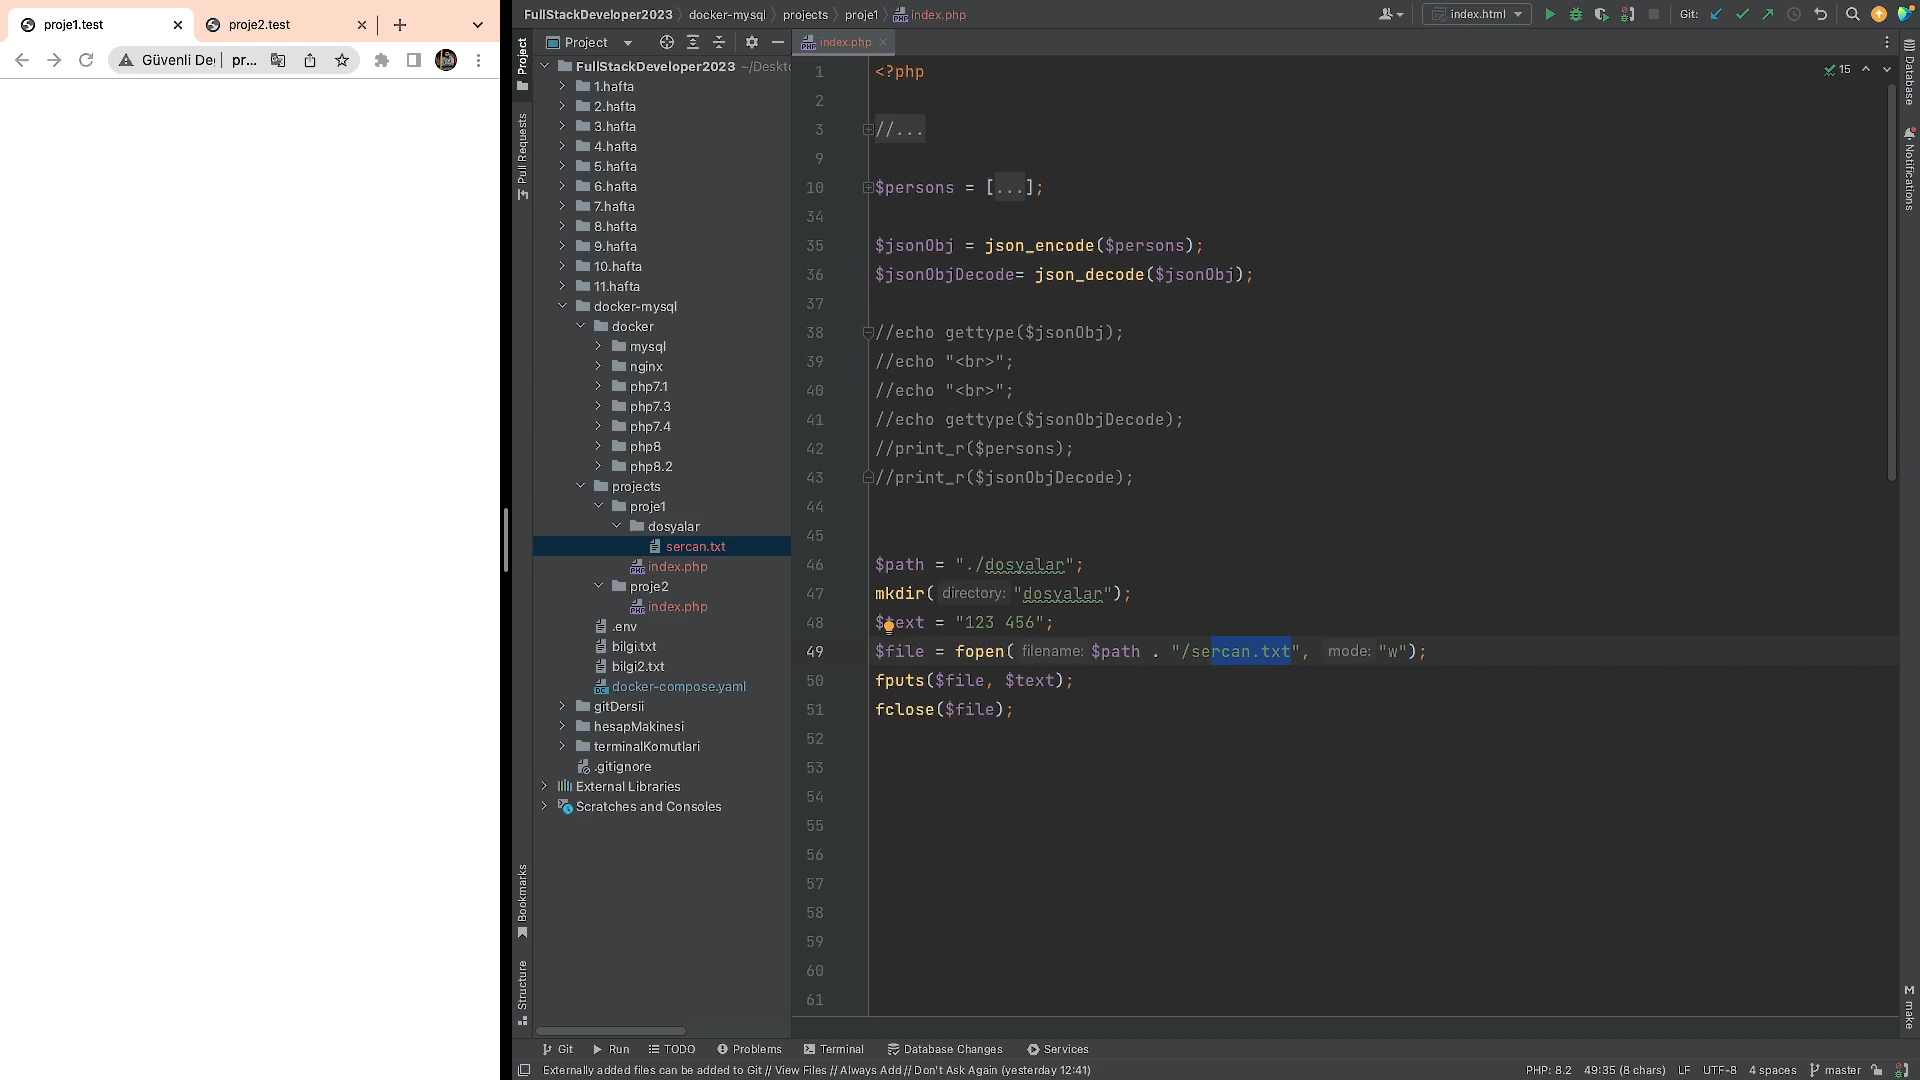 proje1.test
proje2.test
Güvenli De
pr...
FullStackDeveloper2023
docker-mysql
projects
proje1
index.php
index.html
Git:
Project
index.php
FullStackDeveloper2023 ~/Deskto
1.hafta
2.hafta
3.hafta
4.hafta
5.hafta
6.hafta
7.hafta
8.hafta
9.hafta
10.hafta
11.hafta
docker-mysql
docker
mysql
nginx
php7.1
php7.3
php7.4
php8
php8.2
projects
proje1
dosyalar
sercan.txt
index.php
proje2
index.php
.env
bilgi.txt
bilgi2.txt
docker-compose.yaml
gitDersii
hesapMakinesi
terminalKomutlari
.gitignore
External Libraries
Scratches and Consoles
Project
Pull Requests
Bookmarks
Structure
1 <?php
2
3 //...
9
10 $persons = [...];
34
35 $jsonObj = json_encode($persons);
36 $jsonObjDecode= json_decode($jsonObj);
37
38 //echo gettype($jsonObj);
39 //echo "<br>";
40 //echo "<br>";
41 //echo gettype($jsonObjDecode);
42 //print_r($persons);
43 //print_r($jsonObjDecode);
44
45
46 $path = "./dosyalar";
47 mkdir( directory: "dosyalar");
48 $text = "123 456";
49 $file = fopen( filename: $path . "/sercan.txt", mode: "w");
50 fputs($file, $text);
51 fclose($file);
52
53
54
55
56
57
58
59
60
61
15
Database
Notifications
make
Git
Run
TODO
Problems
Terminal
Database Changes
Services
Externally added files can be added to Git // View Files // Always Add // Don't Ask Again (yesterday 12:41)
PHP: 8.2
49:35 (8 chars)
LF
UTF-8
4 spaces
master